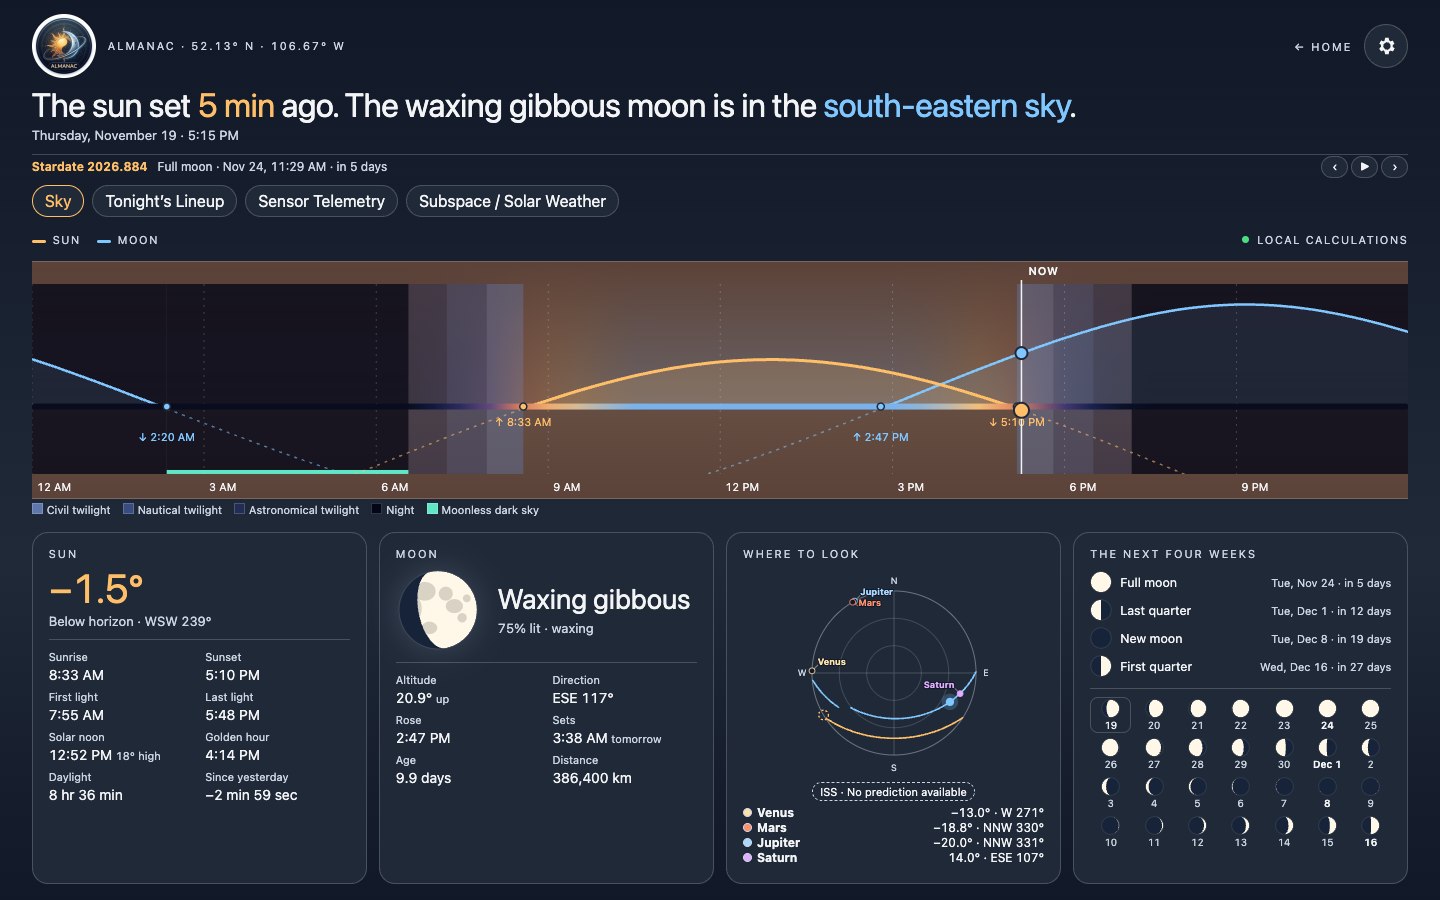 ALMANAC
ALMANAC · 52.13° N · 106.67° W
← HOME
The sun set 5 min ago. The waxing gibbous moon is in the south-eastern sky.
Thursday, November 19 · 5:15 PM
Stardate 2026.884 Full moon · Nov 24, 11:29 AM · in 5 days
‹ ▶ ›
Sky Tonight's Lineup Sensor Telemetry Subspace / Solar Weather
SUN MOON
LOCAL CALCULATIONS
NOW
↑ 8:33 AM ↓ 5:10 PM
↓ 2:20 AM ↑ 2:47 PM
12 AM 3 AM 6 AM 9 AM 12 PM 3 PM 6 PM 9 PM
Civil twilight Nautical twilight Astronomical twilight Night Moonless dark sky
SUN
−1.5°
Below horizon · WSW 239°
Sunrise Sunset
8:33 AM 5:10 PM
First light Last light
7:55 AM 5:48 PM
Solar noon Golden hour
12:52 PM 18° high 4:14 PM
Daylight Since yesterday
8 hr 36 min −2 min 59 sec
MOON
Waxing gibbous
75% lit · waxing
Altitude Direction
20.9° up ESE 117°
Rose Sets
2:47 PM 3:38 AM tomorrow
Age Distance
9.9 days 386,400 km
WHERE TO LOOK
N
Jupiter
Mars
Venus
W E
Saturn
S
ISS · No prediction available
Venus −13.0° · W 271°
Mars −18.8° · NNW 330°
Jupiter −20.0° · NNW 331°
Saturn 14.0° · ESE 107°
THE NEXT FOUR WEEKS
Full moon Tue, Nov 24 · in 5 days
Last quarter Tue, Dec 1 · in 12 days
New moon Tue, Dec 8 · in 19 days
First quarter Wed, Dec 16 · in 27 days
19 20 21 22 23 24 25
26 27 28 29 30 Dec 1 2
3 4 5 6 7 8 9
10 11 12 13 14 15 16